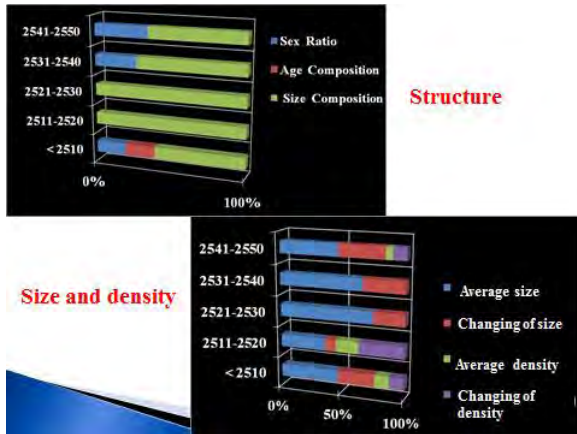 2541-2550
2531-2540
2521-2530
2511-2520
< 2510
0%
100%
Sex Ratio
Age Composition
Size Composition
Structure
Size and density
2541-2550
2531-2540
2521-2530
2511-2520
< 2510
0%
50%
100%
Average size
Changing of size
Average density
Changing of
density